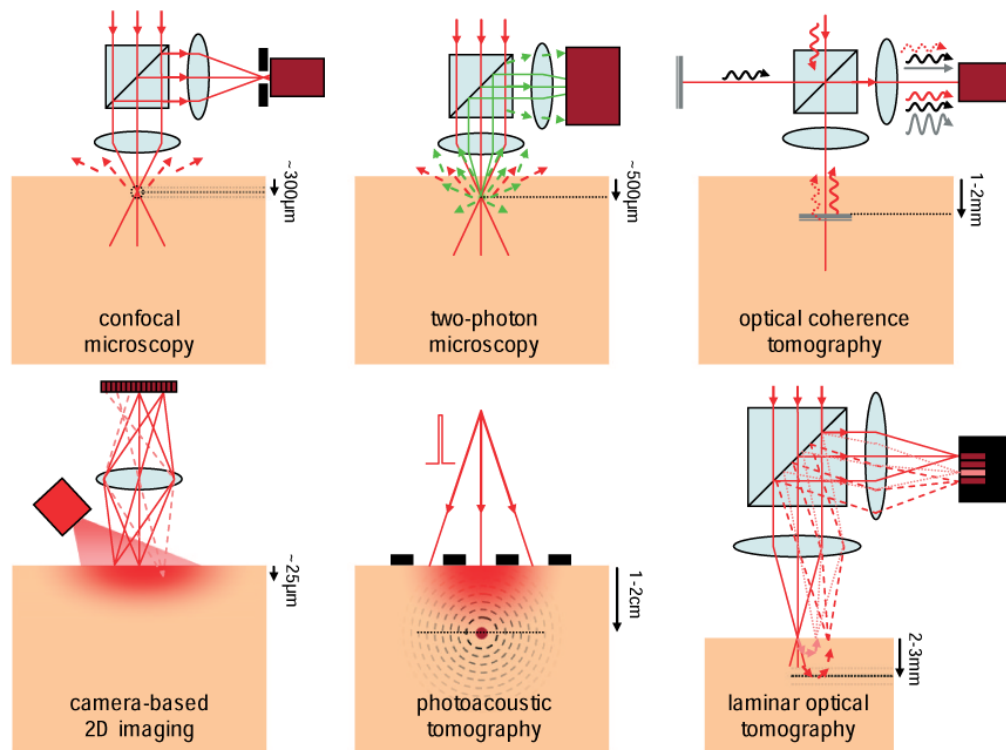 ~300µm
confocal
microscopy
~500µm
two-photon
microscopy
1-2mm
optical coherence
tomography
~25µm
camera-based
2D imaging
1-2cm
photoacoustic
tomography
2-3mm
laminar optical
tomography